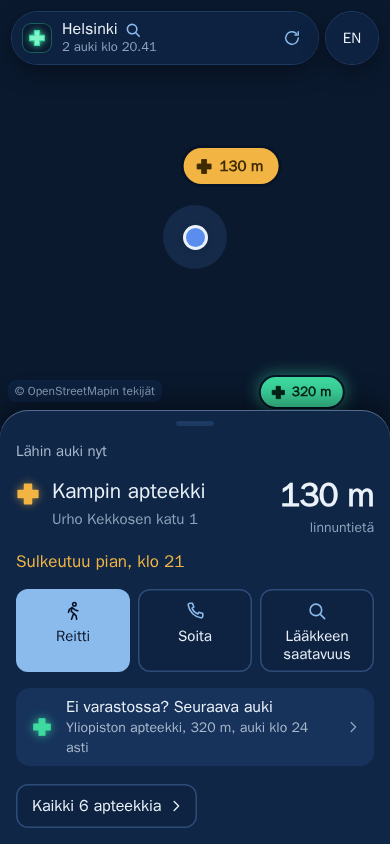 Helsinki
2 auki klo 20.41
EN
130 m
© OpenStreetMapin tekijät
320 m
Lähin auki nyt
Kampin apteekki
130 m
Urho Kekkosen katu 1
linnuntietä
Sulkeutuu pian, klo 21
Reitti
Soita
Lääkkeen
saatavuus
Ei varastossa? Seuraava auki
Yliopiston apteekki, 320 m, auki klo 24
asti
Kaikki 6 apteekkia